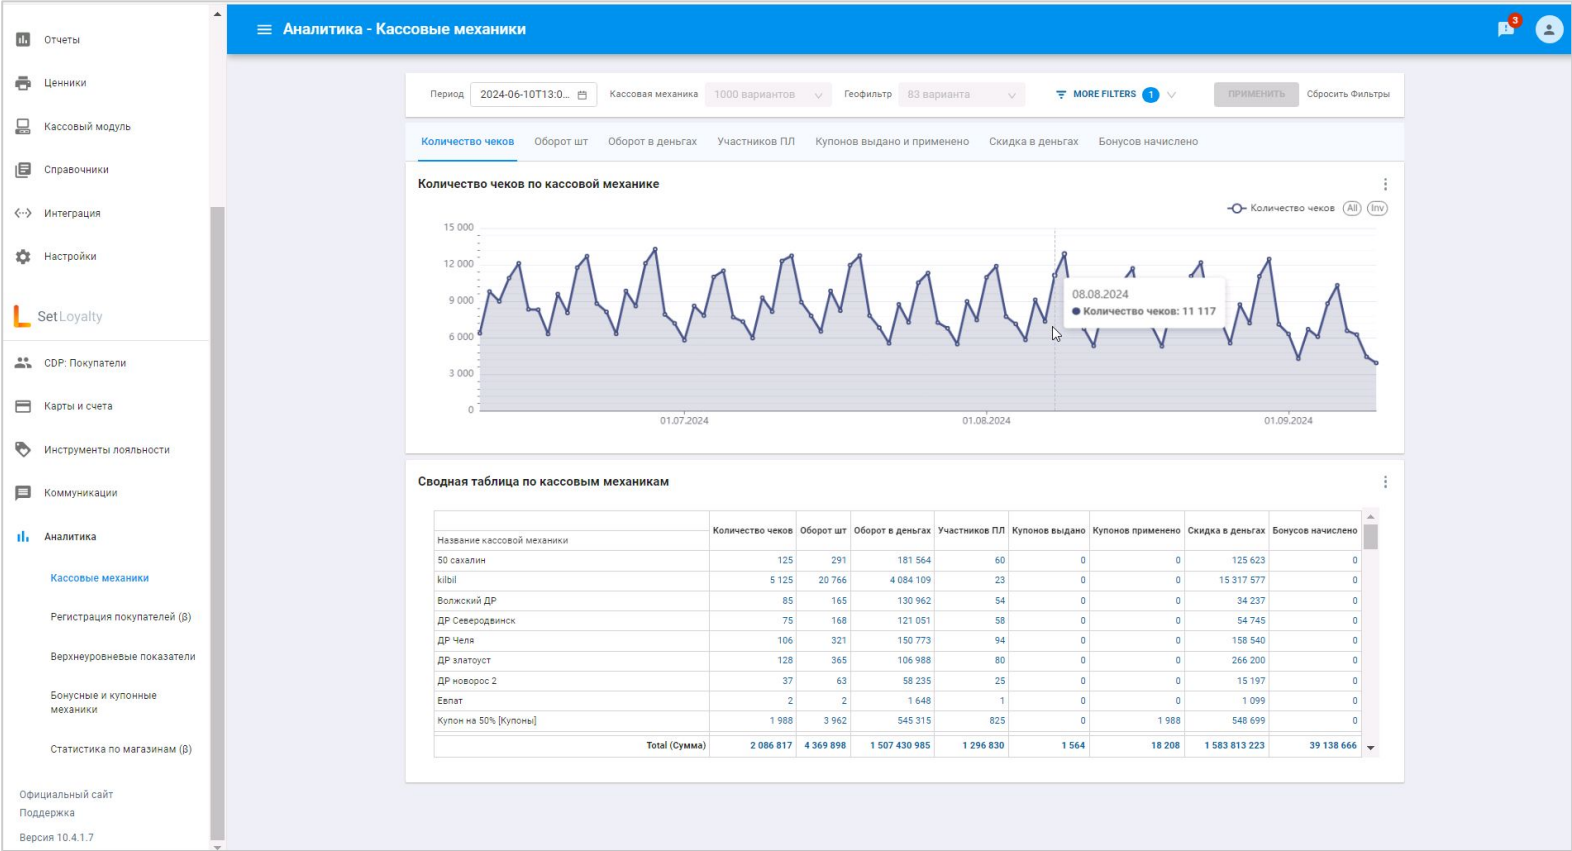 Аналитика - Кассовые механики
3
Отчеты
Ценники
Кассовый модуль
Справочники
Интеграция
Настройки
SetLoyalty
CDP: Покупатели
Карты и счета
Инструменты лояльности
Коммуникации
Аналитика
Кассовые механики
Регистрация покупателей (β)
Верхнеуровневые показатели
Бонусные и купонные
механики
Статистика по магазинам (β)
Официальный сайт
Поддержка
Версия 10.4.1.7
Период 2024-06-10T13:0... Кассовая механика 1000 вариантов Геофильтр 83 варианта MORE FILTERS 1 ПРИМЕНИТЬ Сбросить Фильтры
Количество чеков Оборот шт Оборот в деньгах Участников ПЛ Купонов выдано и применено Скидка в деньгах Бонусов начислено
Количество чеков по кассовой механике
Количество чеков All Inv
15 000
12 000
9 000
6 000
3 000
0
08.08.2024
Количество чеков: 11 117
01.07.2024 01.08.2024 01.09.2024
Сводная таблица по кассовым механикам
Количество чеков Оборот шт Оборот в деньгах Участников ПЛ Купонов выдано Купонов применено Скидка в деньгах Бонусов начислено
Название кассовой механики
50 сахалин 125 291 181 564 60 0 0 125 623 0
kilbil 5 125 20 766 4 084 109 23 0 0 15 317 577 0
Волжский ДР 85 165 130 962 54 0 0 34 237 0
ДР Северодвинск 75 168 121 051 58 0 0 54 745 0
ДР Челя 106 321 150 773 94 0 0 158 540 0
ДР златоуст 128 365 106 988 80 0 0 266 200 0
ДР новорос 2 37 63 58 235 25 0 0 15 197 0
Евпат 2 2 1 648 1 0 0 1 099 0
Купон на 50% [Купоны] 1 988 3 962 545 315 825 0 1 988 548 699 0
Total (Сумма) 2 086 817 4 369 898 1 507 430 985 1 296 830 1 564 18 208 1 583 813 223 39 138 666